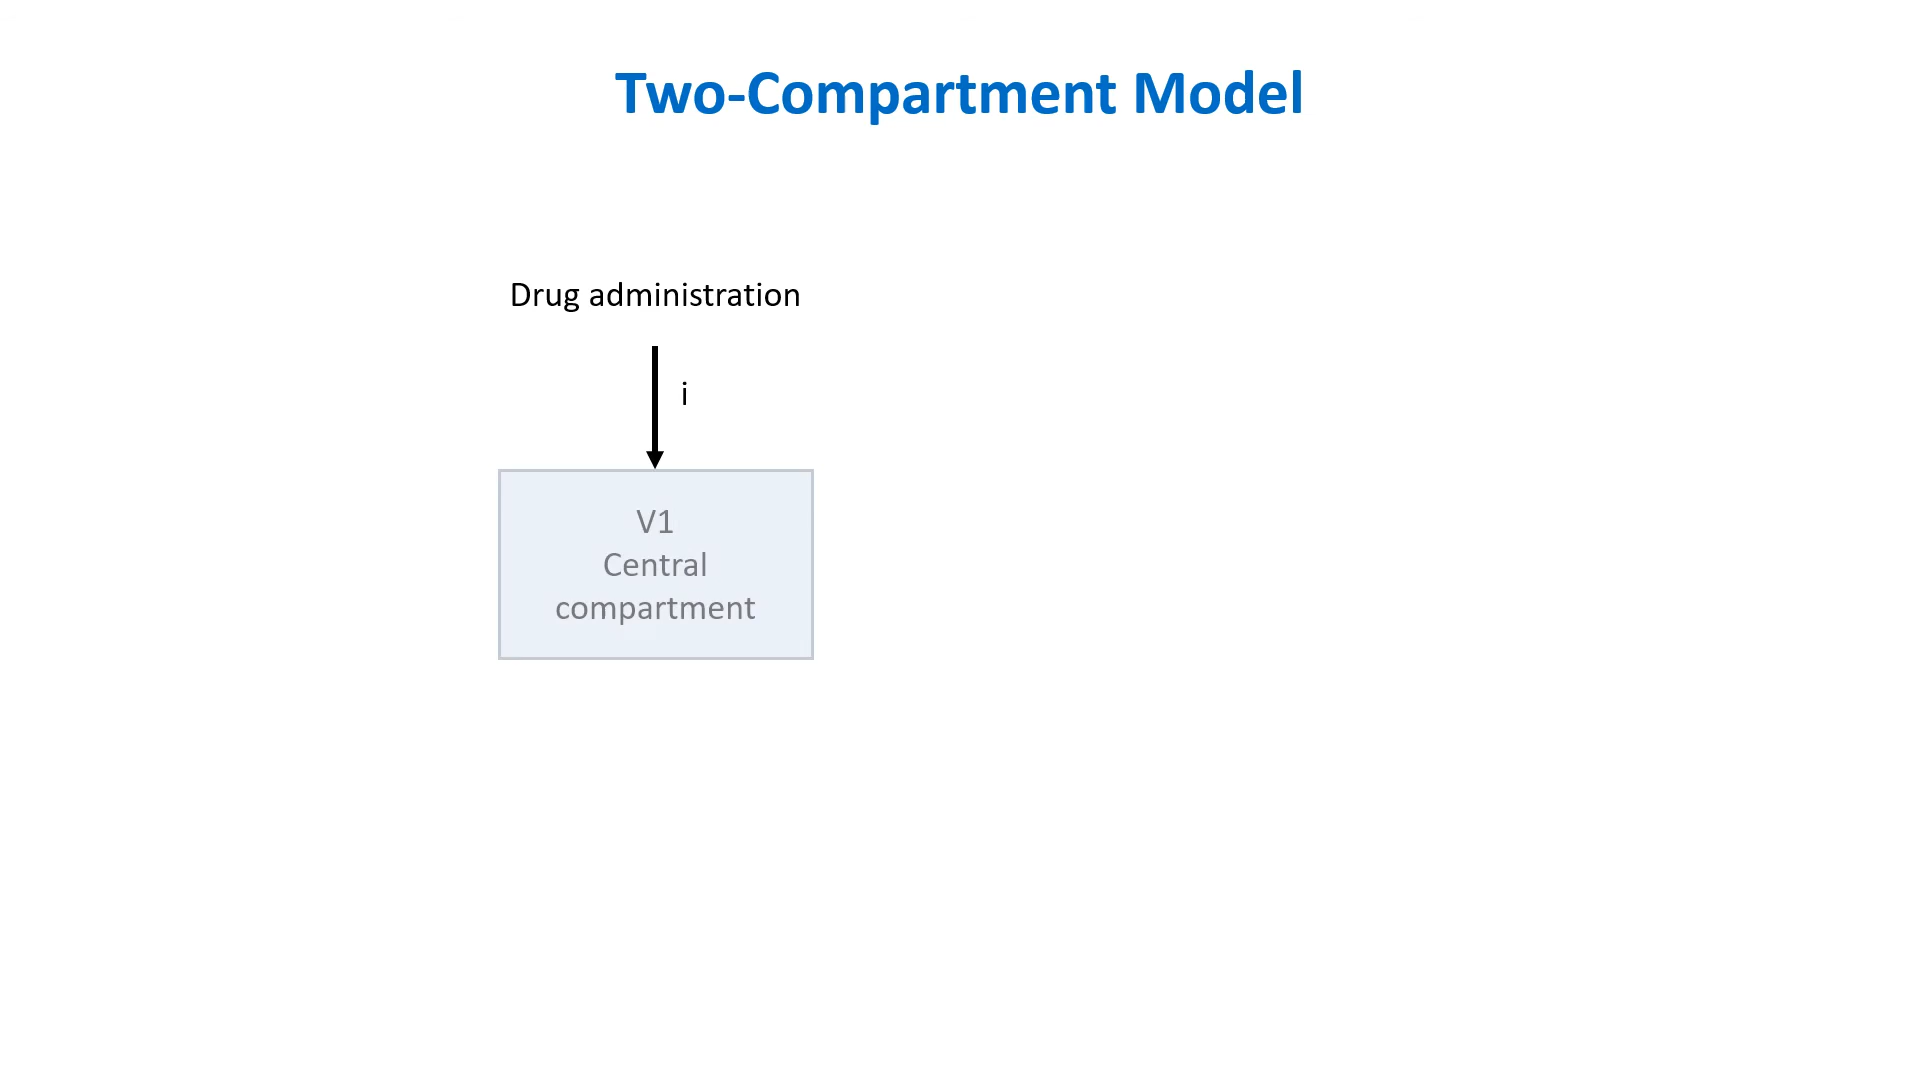 Two-Compartment Model
Drug administration
i
V1
Central
compartment